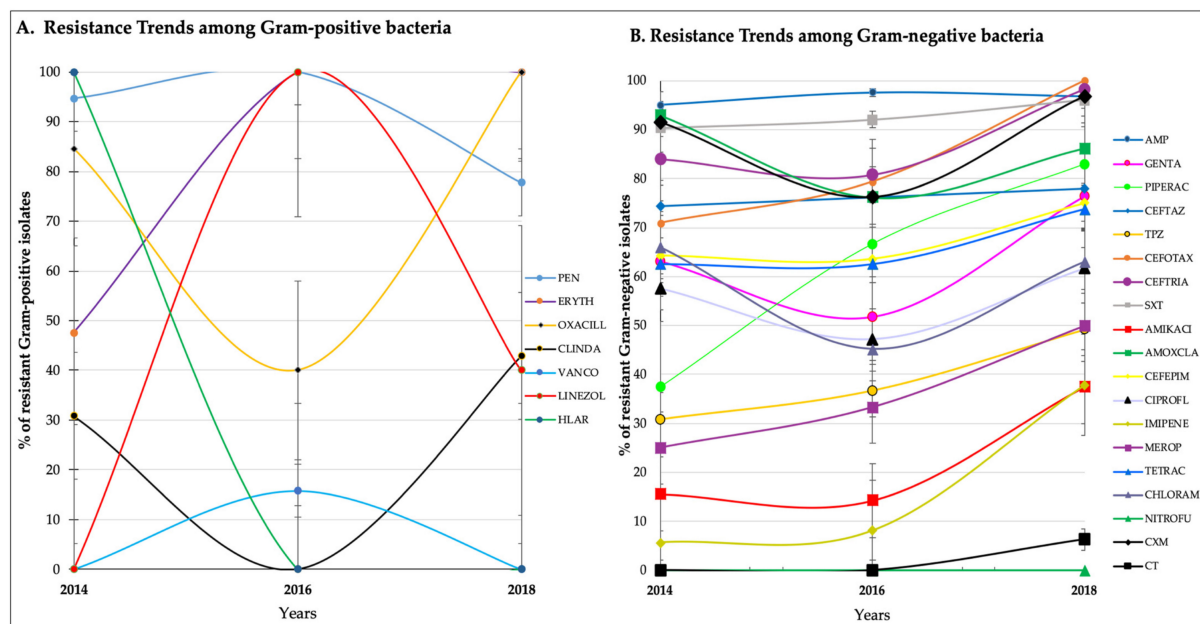 A. Resistance Trends among Gram-positive bacteria
% of resistant Gram-positive isolates
100
90
80
70
60
50
40
30
20
10
0
2014
2016
2018
Years
PEN
ERYTH
OXACILL
CLINDA
VANCO
LINEZOL
HLAR
B. Resistance Trends among Gram-negative bacteria
% of resistant Gram-negative isolates
100
90
80
70
60
50
40
30
20
10
0
2014
2016
2018
Years
AMP
GENTA
PIPERAC
CEFTAZ
TPZ
CEFOTAX
CEFTRIA
SXT
AMIKACI
AMOXCLA
CEFEPIM
CIPROFL
IMIPENE
MEROP
TETRAC
CHLORAM
NITROFU
CXM
CT